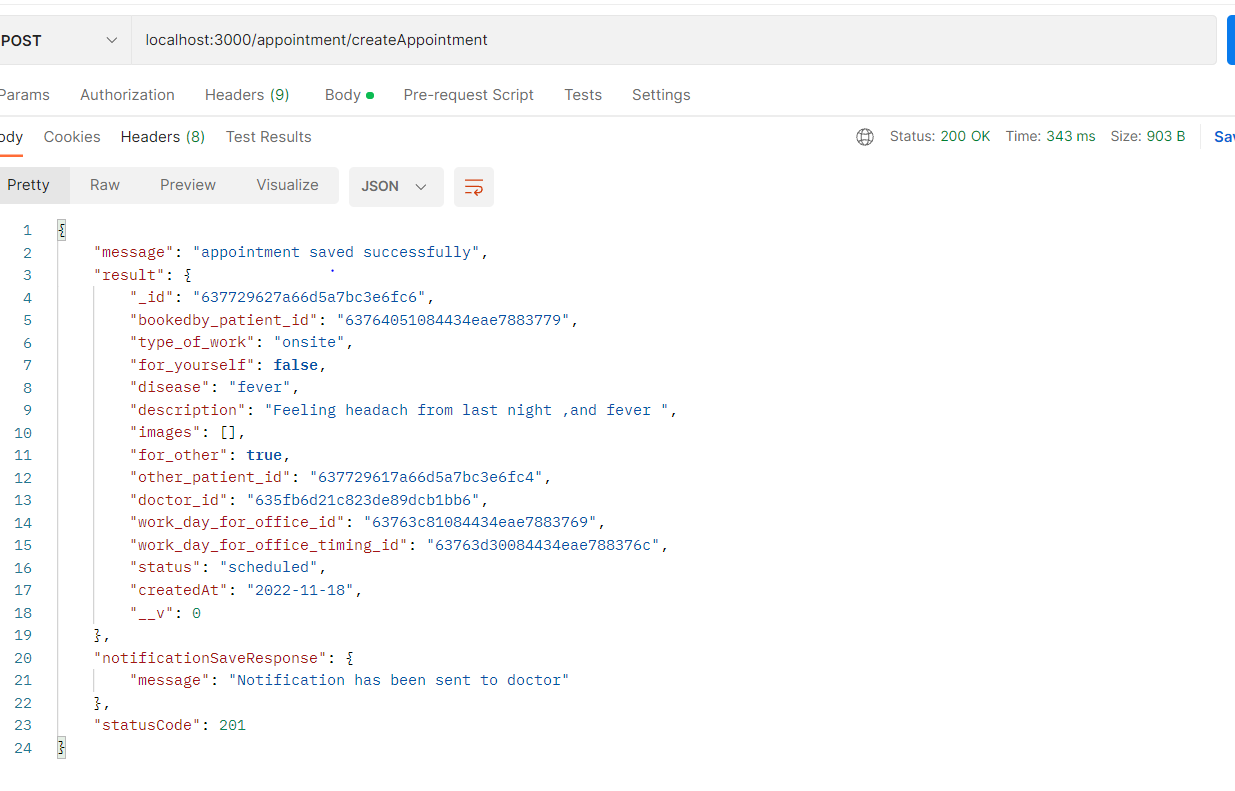 POST localhost:3000/appointment/createAppointment
Params Authorization Headers (9) Body Pre-request Script Tests Settings
ody Cookies Headers (8) Test Results Status: 200 OK Time: 343 ms Size: 903 B Sav
Pretty Raw Preview Visualize JSON
1 {
2 "message": "appointment saved successfully",
3 "result": {
4 "_id": "637729627a66d5a7bc3e6fc6",
5 "bookedby_patient_id": "63764051084434eae7883779",
6 "type_of_work": "onsite",
7 "for_yourself": false,
8 "disease": "fever",
9 "description": "Feeling headach from last night ,and fever ",
10 "images": [],
11 "for_other": true,
12 "other_patient_id": "637729617a66d5a7bc3e6fc4",
13 "doctor_id": "635fb6d21c823de89dcb1bb6",
14 "work_day_for_office_id": "63763c81084434eae7883769",
15 "work_day_for_office_timing_id": "63763d30084434eae788376c",
16 "status": "scheduled",
17 "createdAt": "2022-11-18",
18 "__v": 0
19 },
20 "notificationSaveResponse": {
21 "message": "Notification has been sent to doctor"
22 },
23 "statusCode": 201
24 }